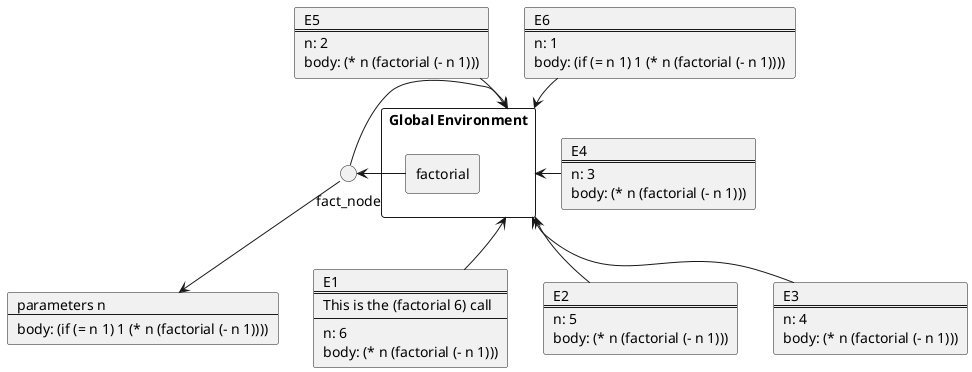 E5
n: 2
body: (* n (factorial (- n 1)))
E6
n: 1
body: (if (= n 1) 1 (* n (factorial (- n 1))))
Global Environment
factorial
fact_node
E4
n: 3
body: (* n (factorial (- n 1)))
parameters n
body: (if (= n 1) 1 (* n (factorial (- n 1))))
E1
This is the (factorial 6) call
n: 6
body: (* n (factorial (- n 1)))
E2
n: 5
body: (* n (factorial (- n 1)))
E3
n: 4
body: (* n (factorial (- n 1)))